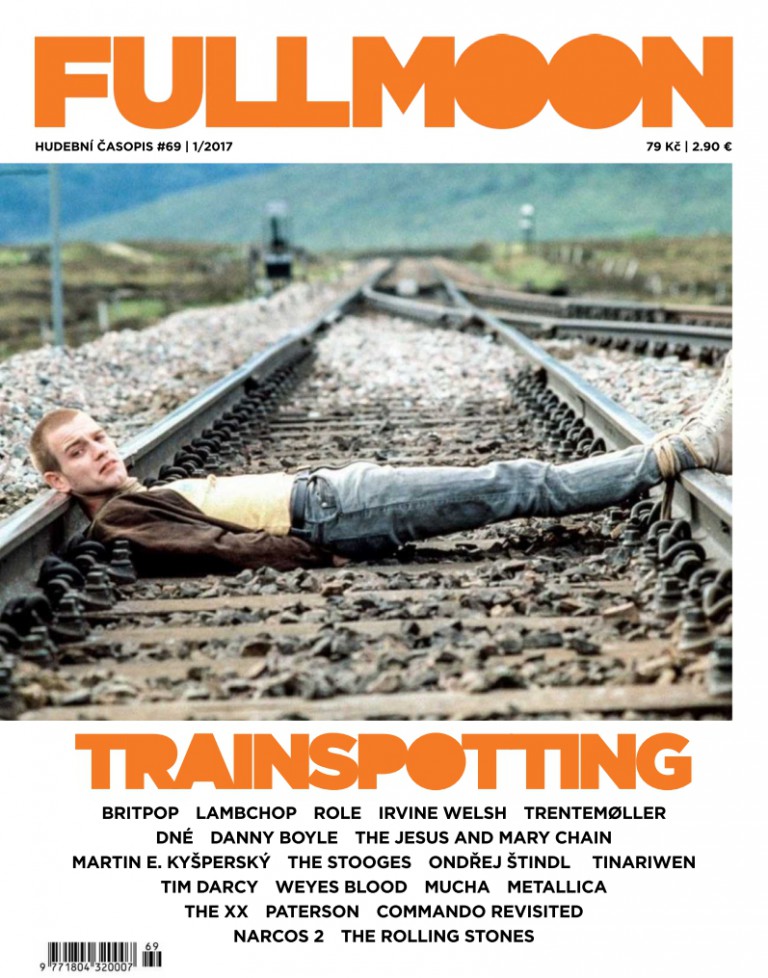 FULLMOON
HUDEBNÍ ČASOPIS #69 | 1/2017 79 Kč | 2.90 €
TRAINSPOTTING
BRITPOP LAMBCHOP ROLE IRVINE WELSH TRENTEMØLLER
DNÉ DANNY BOYLE THE JESUS AND MARY CHAIN
MARTIN E. KYŠPERSKÝ THE STOOGES ONDŘEJ ŠTINDL TINARIWEN
TIM DARCY WEYES BLOOD MUCHA METALLICA
THE XX PATERSON COMMANDO REVISITED
NARCOS 2 THE ROLLING STONES
69
9 771804 320007